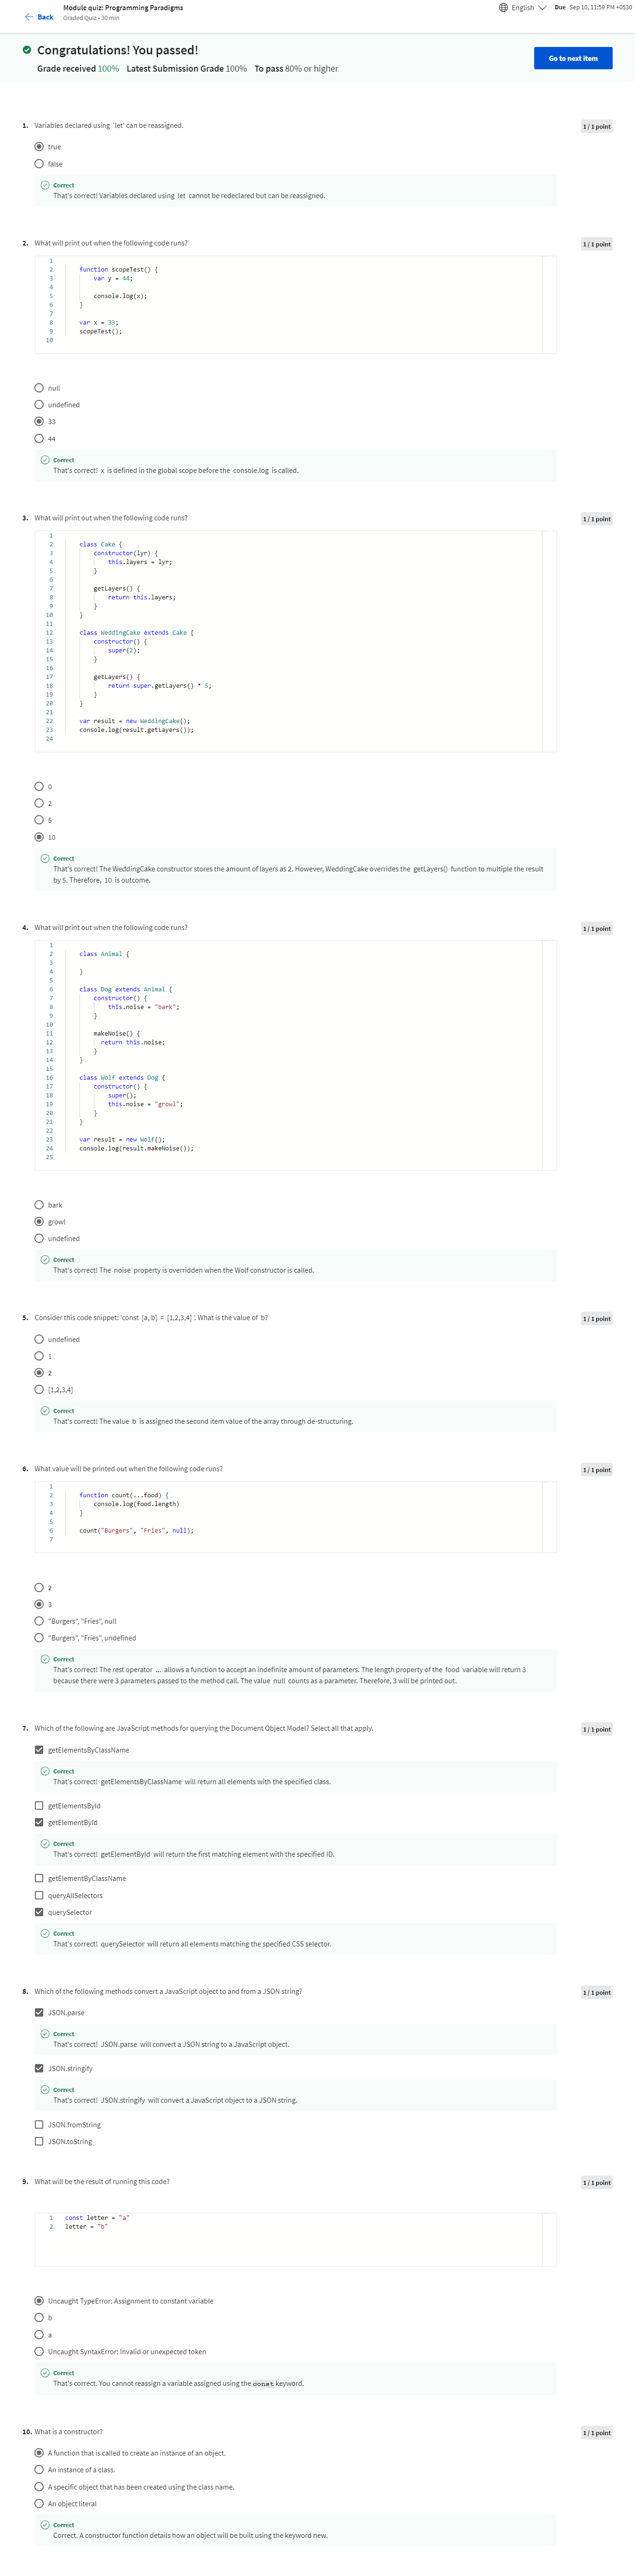 Back
Module quiz: Programming Paradigms
Graded Quiz • 30 min
English
Due Sep 10, 11:59 PM +0530
Congratulations! You passed!
Grade received 100% Latest Submission Grade 100% To pass 80% or higher
Go to next item
1. Variables declared using 'let' can be reassigned.
1 / 1 point
true
false
Correct
That's correct! Variables declared using let cannot be redeclared but can be reassigned.
2. What will print out when the following code runs?
1 / 1 point
1
2 function scopeTest() {
3 var y = 44;
4
5 console.log(x);
6 }
7
8 var x = 33;
9 scopeTest();
10
null
undefined
33
44
Correct
That's correct! x is defined in the global scope before the console.log is called.
3. What will print out when the following code runs?
1 / 1 point
1
2 class Cake {
3 constructor(lyr) {
4 this.layers = lyr;
5 }
6
7 getLayers() {
8 return this.layers;
9 }
10 }
11
12 class WeddingCake extends Cake {
13 constructor() {
14 super(2);
15 }
16
17 getLayers() {
18 return super.getLayers() * 5;
19 }
20 }
21
22 var result = new WeddingCake();
23 console.log(result.getLayers());
24
0
2
5
10
Correct
That's correct! The WeddingCake constructor stores the amount of layers as 2. However, WeddingCake overrides the getLayers() function to multiple the result
by 5. Therefore, 10 is outcome.
4. What will print out when the following code runs?
1 / 1 point
1
2 class Animal {
3
4 }
5
6 class Dog extends Animal {
7 constructor() {
8 this.noise = "bark";
9 }
10
11 makeNoise() {
12 return this.noise;
13 }
14 }
15
16 class Wolf extends Dog {
17 constructor() {
18 super();
19 this.noise = "growl";
20 }
21 }
22
23 var result = new Wolf();
24 console.log(result.makeNoise());
25
bark
growl
undefined
Correct
That's correct! The noise property is overridden when the Wolf constructor is called.
5. Consider this code snippet: 'const [a, b] = [1,2,3,4] '. What is the value of b?
1 / 1 point
undefined
1
2
[1,2,3,4]
Correct
That's correct! The value b is assigned the second item value of the array through de-structuring.
6. What value will be printed out when the following code runs?
1 / 1 point
1
2 function count(...food) {
3 console.log(food.length)
4 }
5
6 count("Burgers", "Fries", null);
7
2
3
"Burgers", "Fries", null
"Burgers", "Fries", undefined
Correct
That's correct! The rest operator ... allows a function to accept an indefinite amount of parameters. The length property of the food variable will return 3
because there were 3 parameters passed to the method call. The value null counts as a parameter. Therefore, 3 will be printed out.
7. Which of the following are JavaScript methods for querying the Document Object Model? Select all that apply.
1 / 1 point
getElementsByClassName
Correct
That's correct! getElementsByClassName will return all elements with the specified class.
getElementsById
getElementById
Correct
That's correct! getElementById will return the first matching element with the specified ID.
getElementByClassName
queryAllSelectors
querySelector
Correct
That's correct! querySelector will return all elements matching the specified CSS selector.
8. Which of the following methods convert a JavaScript object to and from a JSON string?
1 / 1 point
JSON.parse
Correct
That's correct! JSON.parse will convert a JSON string to a JavaScript object.
JSON.stringify
Correct
That's correct! JSON.stringify will convert a JavaScript object to a JSON string.
JSON.fromString
JSON.toString
9. What will be the result of running this code?
1 / 1 point
1 const letter = "a"
2 letter = "b"
Uncaught TypeError: Assignment to constant variable
b
a
Uncaught SyntaxError: Invalid or unexpected token
Correct
That's correct. You cannot reassign a variable assigned using the const keyword.
10. What is a constructor?
1 / 1 point
A function that is called to create an instance of an object.
An instance of a class.
A specific object that has been created using the class name.
An object literal
Correct
Correct. A constructor function details how an object will be built using the keyword new.